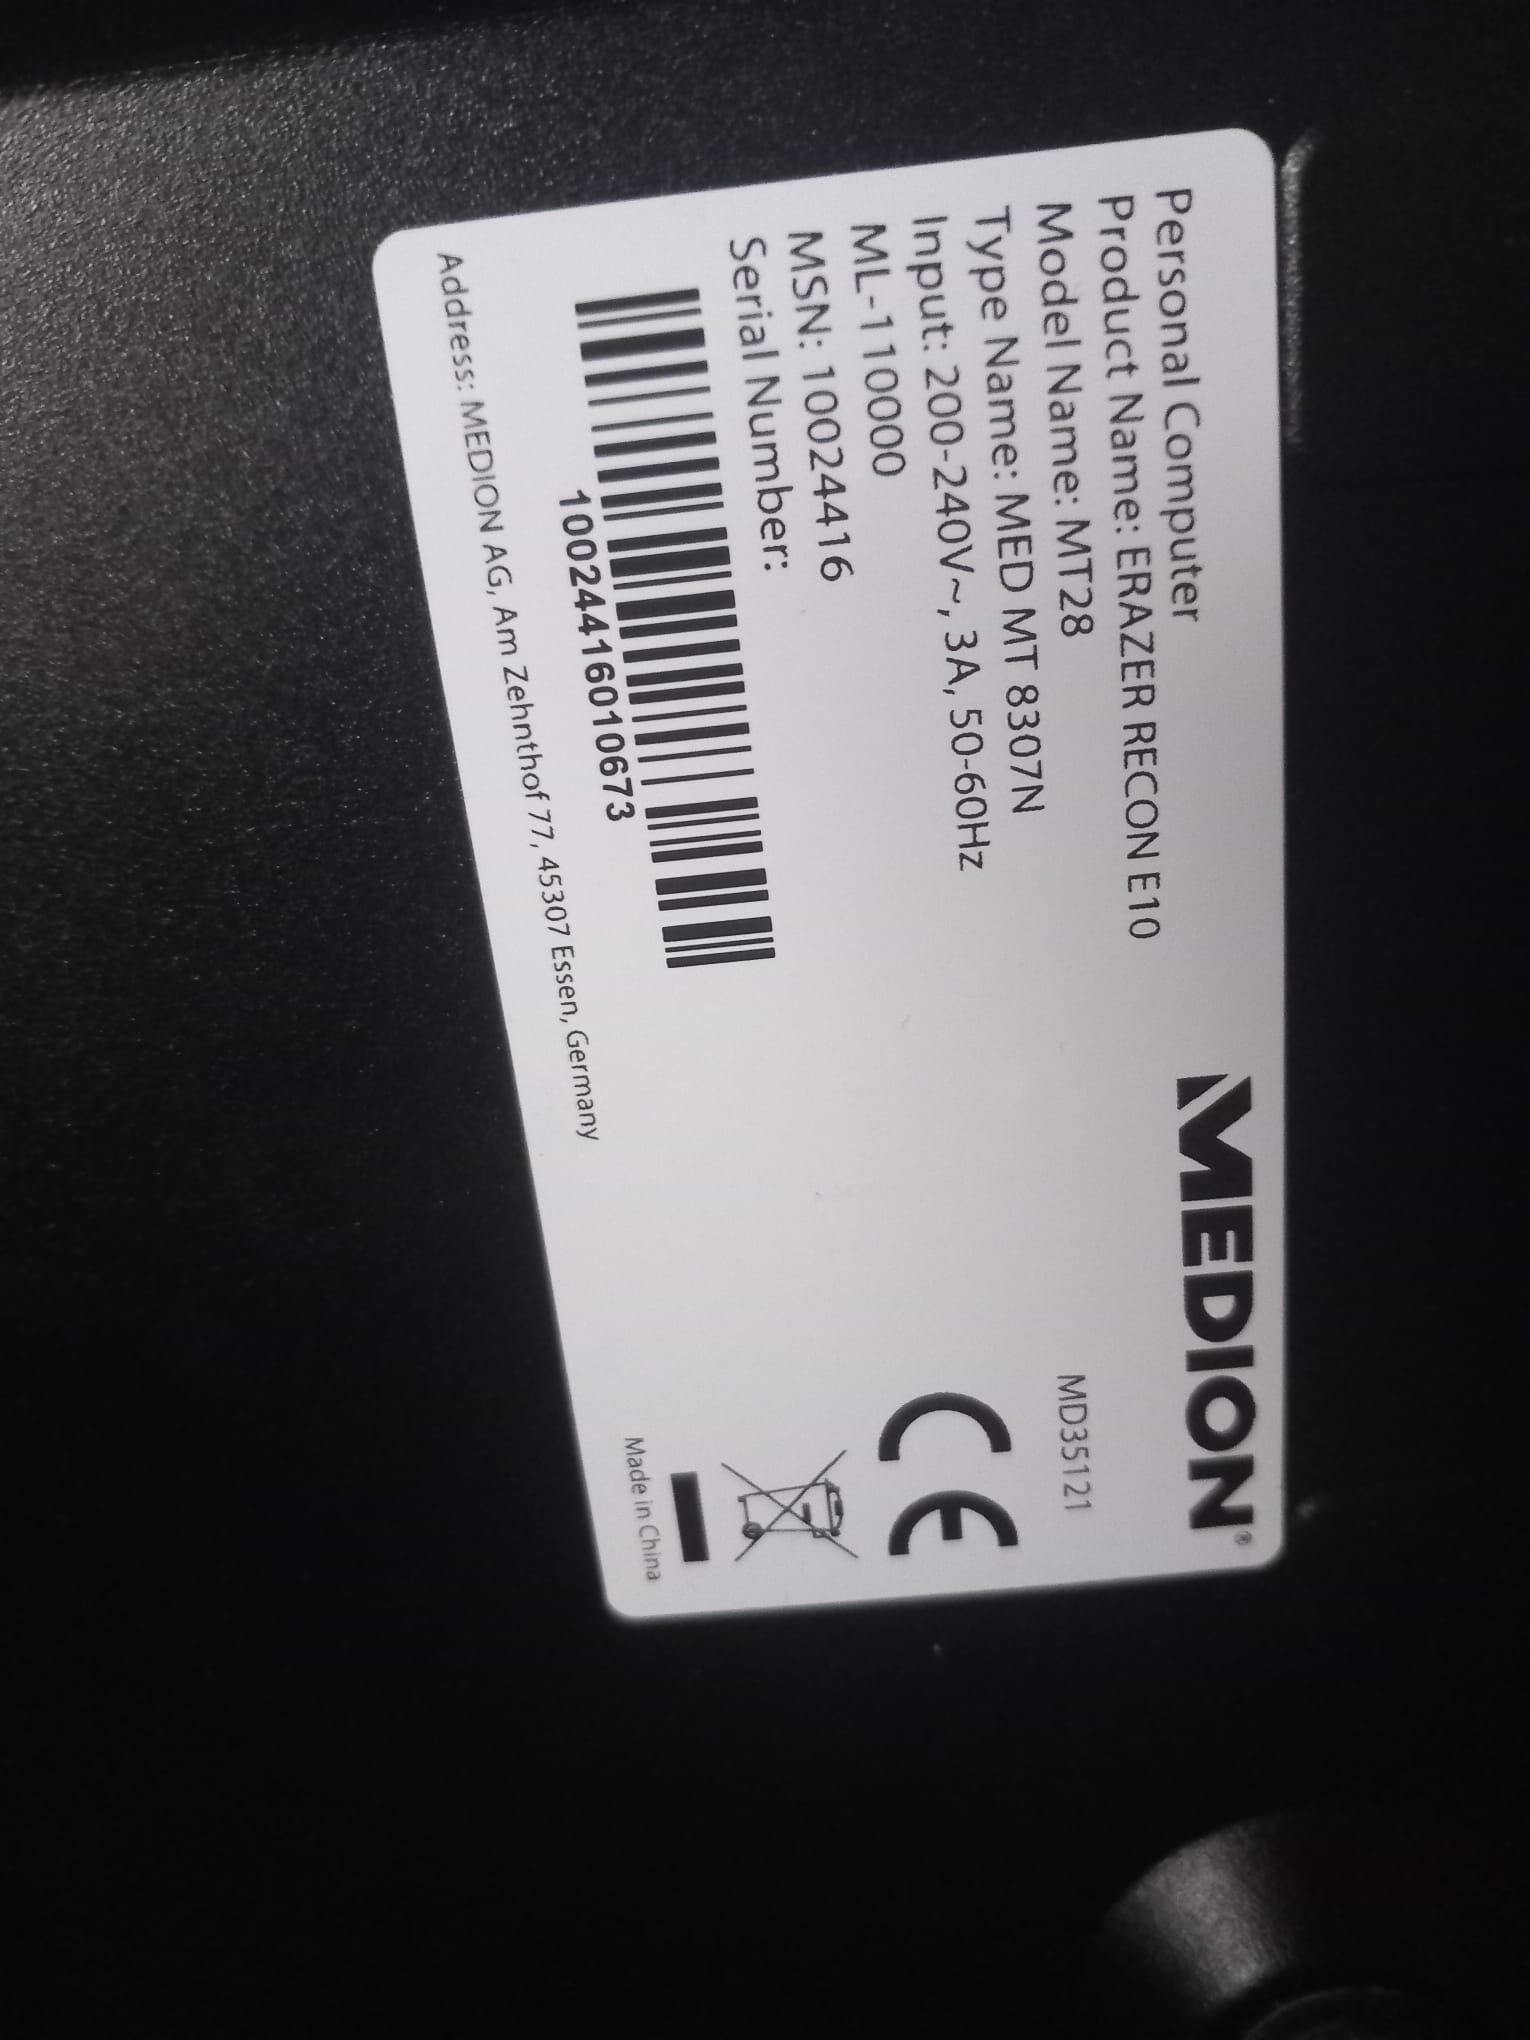 Personal Computer
Product Name: ERAZER RECON E10
Model Name: MT28
Type Name: MED MT 8307N
Input: 200-240V~, 3A, 50-60Hz
ML-110000
MSN: 10024416
Serial Number:
10024416010673
Address: MEDION AG, Am Zehnthof 77, 45307 Essen, Germany
MEDION®
MD35121
CE
Made in China